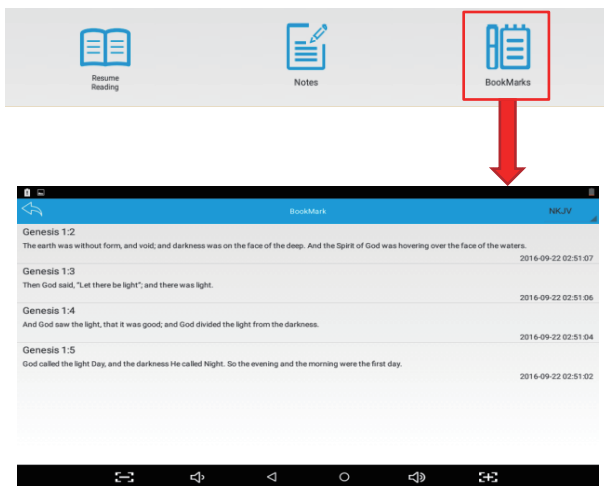 Resume
Reading
Notes
BookMarks
BookMark
NKJV
Genesis 1:2
The earth was without form, and void; and darkness was on the face of the deep. And the Spirit of God was hovering over the face of the waters.
2016-09-22 02:51:07
Genesis 1:3
Then God said, "Let there be light"; and there was light.
2016-09-22 02:51:06
Genesis 1:4
And God saw the light, that it was good; and God divided the light from the darkness.
2016-09-22 02:51:04
Genesis 1:5
God called the light Day, and the darkness He called Night. So the evening and the morning were the first day.
2016-09-22 02:51:02